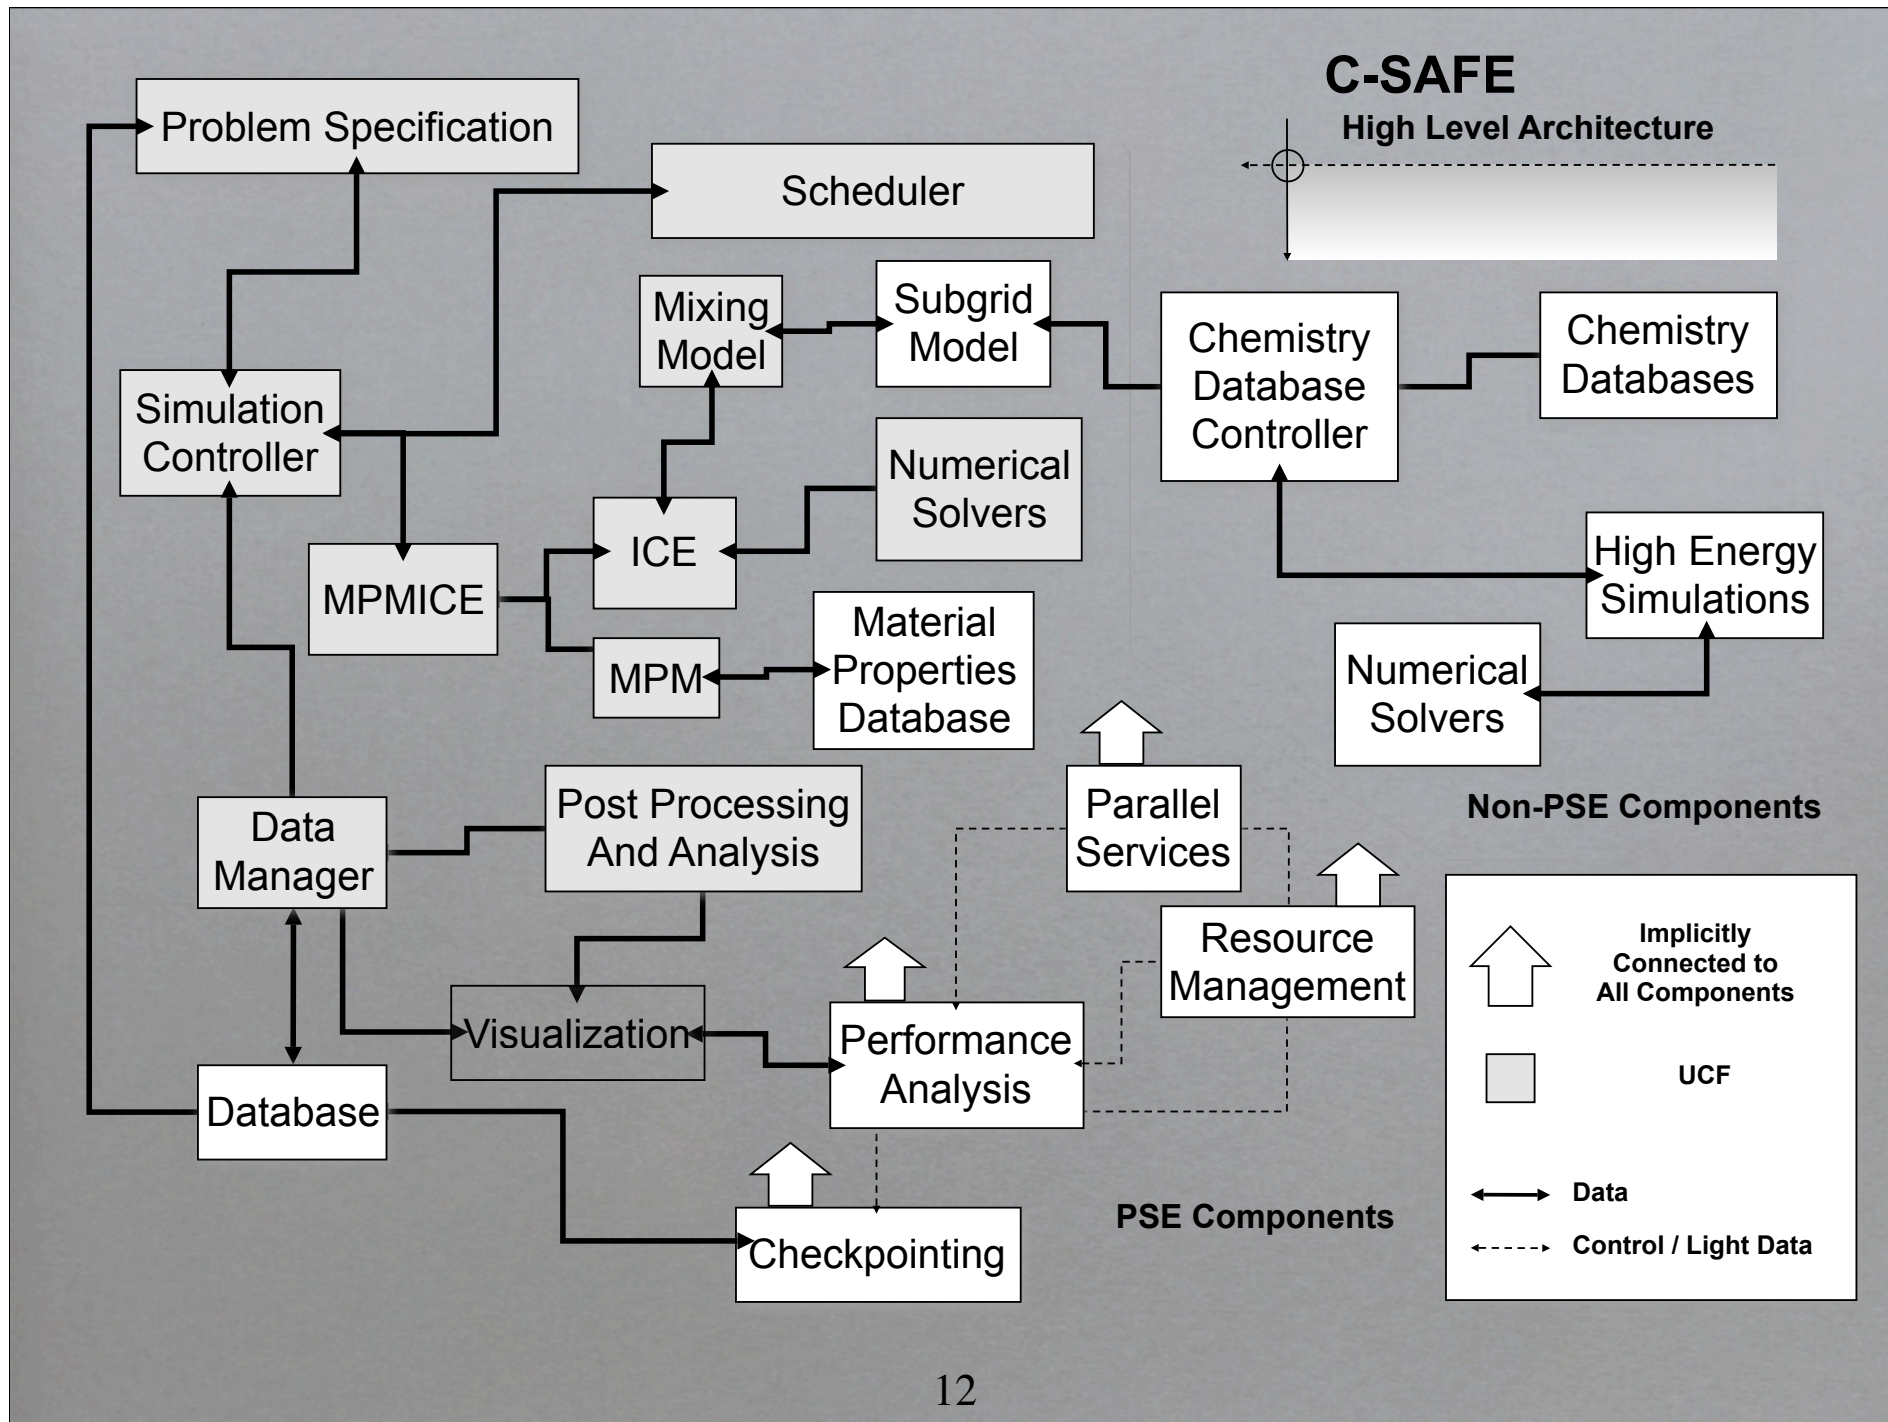 C-SAFE
High Level Architecture
Problem Specification
Scheduler
Mixing
Model
Subgrid
Model
Chemistry
Database
Controller
Chemistry
Databases
Simulation
Controller
Numerical
Solvers
ICE
MPMICE
High Energy
Simulations
Material
Properties
Database
MPM
Numerical
Solvers
Parallel
Services
Non-PSE Components
Data
Manager
Post Processing
And Analysis
Resource
Management
Implicitly
Connected to
All Components
Visualization
Performance
Analysis
UCF
Database
Data
PSE Components
Control / Light Data
Checkpointing
12